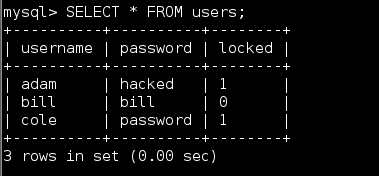 mysql> SELECT * FROM users;
+----------+----------+--------+
| username | password | locked |
+----------+----------+--------+
| adam     | hacked   | 1      |
| bill     | bill     | 0      |
| cole     | password | 1      |
+----------+----------+--------+
3 rows in set (0.00 sec)